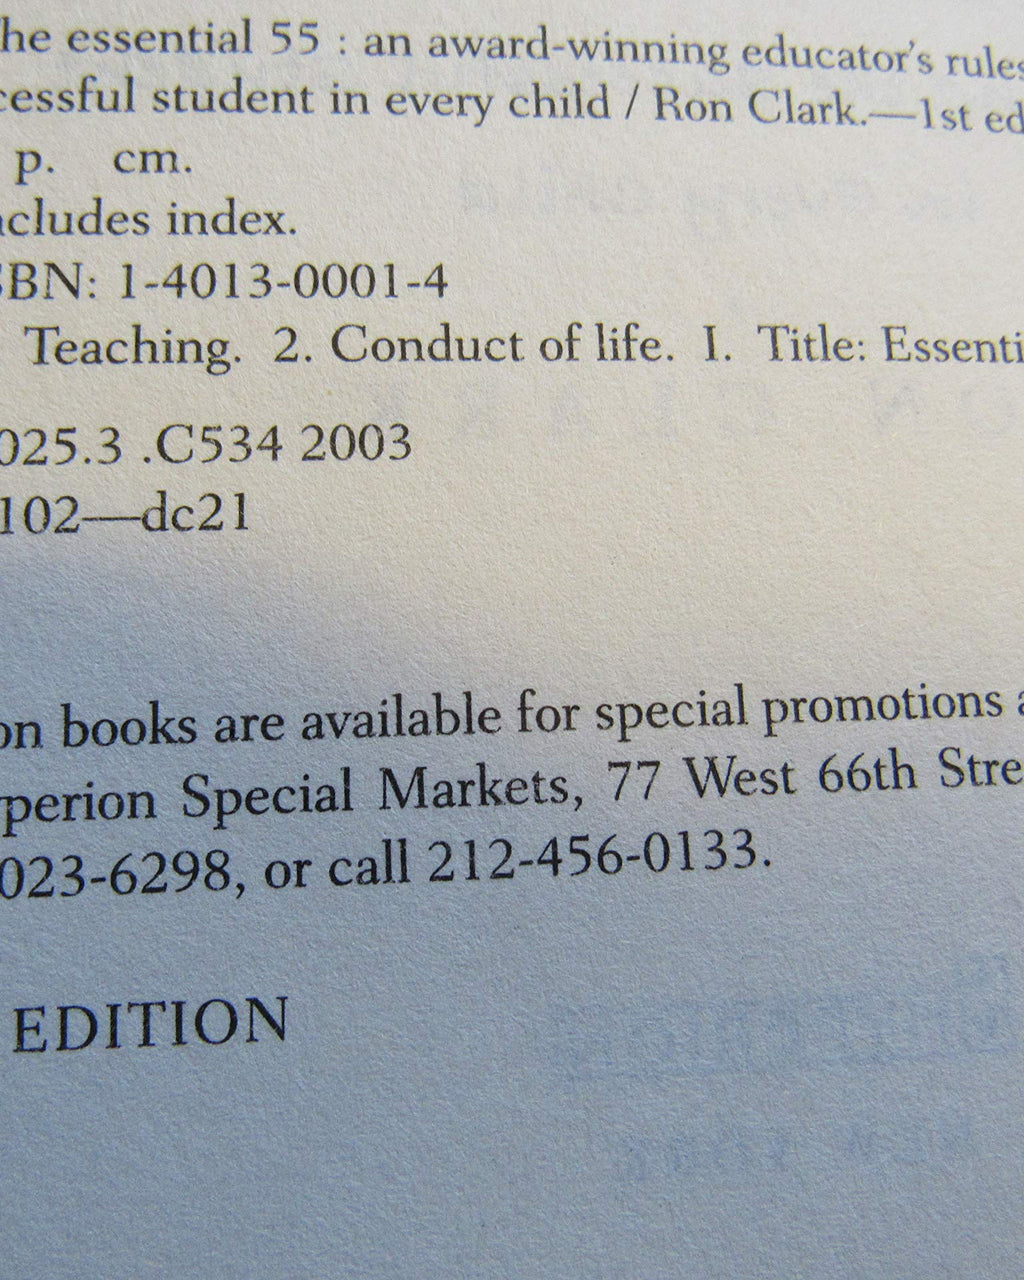 he essential 55 : an award-winning educator's rules
cessful student in every child / Ron Clark.—1st ed
p. cm.
cludes index.
BN: 1-4013-0001-4
Teaching. 2. Conduct of life. I. Title: Essenti
025.3 .C534 2003
102—dc21
on books are available for special promotions a
perion Special Markets, 77 West 66th Stre
023-6298, or call 212-456-0133.
EDITION